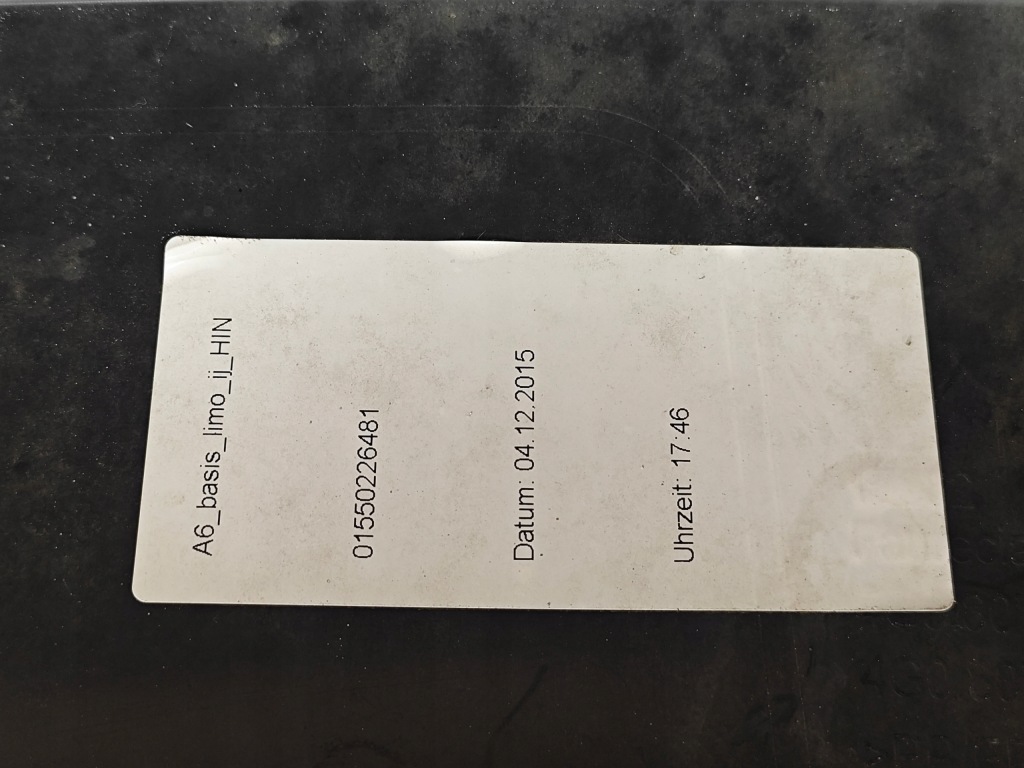 A6_basis_limo_ij_HIN
01550226481
Datum: 04.12.2015
Uhrzeit: 17:46